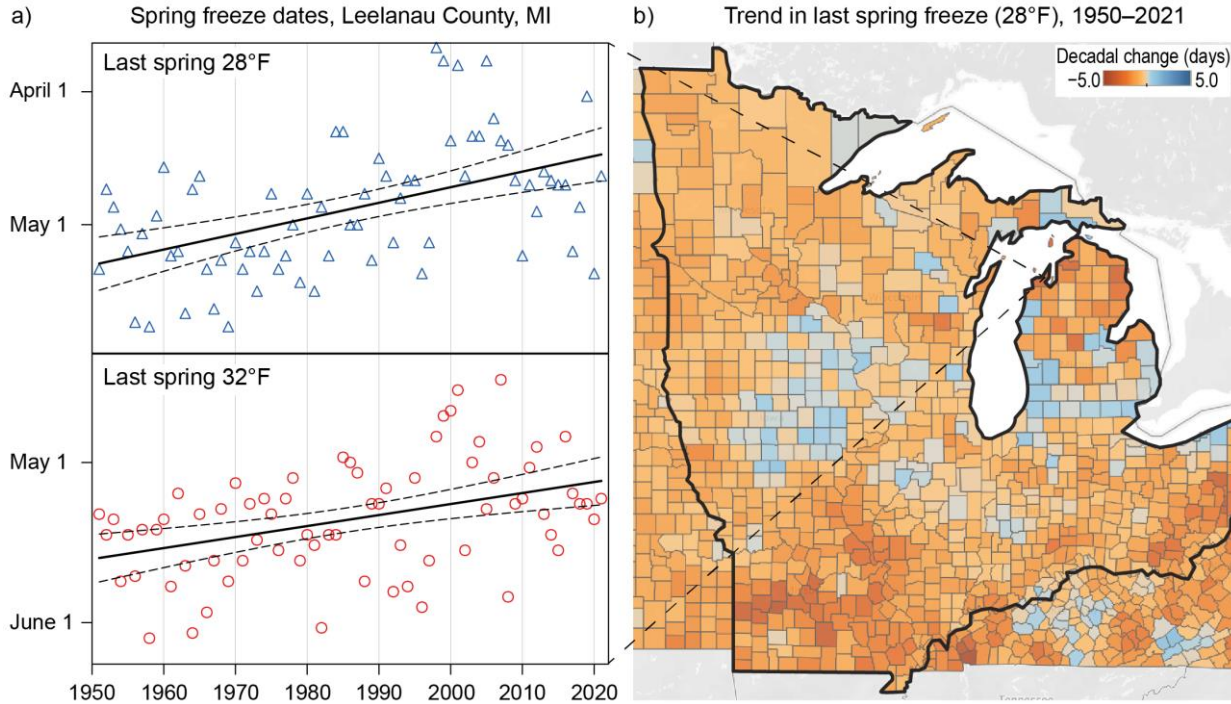 a) Spring freeze dates, Leelanau County, MI
Last spring 28°F
April 1
May 1
Last spring 32°F
May 1
June 1
1950 1960 1970 1980 1990 2000 2010 2020
b) Trend in last spring freeze (28°F), 1950–2021
Decadal change (days)
−5.0 5.0